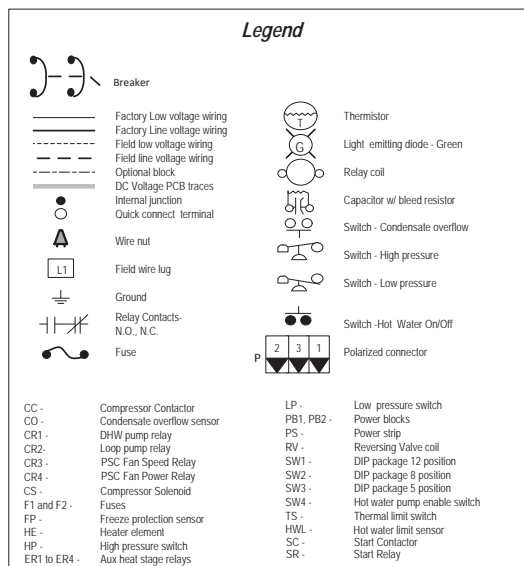 Legend
Breaker
Factory Low voltage wiring
Factory Line voltage wiring
Field low voltage wiring
Field line voltage wiring
Optional block
DC Voltage PCB traces
Internal junction
Quick connect terminal
Wire nut
L1 Field wire lug
Ground
Relay Contacts-
N.O., N.C.
Fuse
T Thermistor
G Light emitting diode - Green
Relay coil
Capacitor w/ bleed resistor
Switch - Condensate overflow
Switch - High pressure
Switch - Low pressure
Switch -Hot Water On/Off
P 2 3 1 Polarized connector
CC - Compressor Contactor
CO - Condensate overflow sensor
CR1 - DHW pump relay
CR2- Loop pump relay
CR3 - PSC Fan Speed Relay
CR4 - PSC Fan Power Relay
CS - Compressor Solenoid
F1 and F2 - Fuses
FP - Freeze protection sensor
HE - Heater element
HP - High pressure switch
ER1 to ER4 - Aux heat stage relays
LP - Low pressure switch
PB1, PB2 - Power blocks
PS - Power strip
RV - Reversing Valve coil
SW1 - DIP package 12 position
SW2 - DIP package 8 position
SW3 - DIP package 5 position
SW4 - Hot water pump enable switch
TS - Thermal limit switch
HWL - Hot water limit sensor
SC - Start Contactor
SR - Start Relay